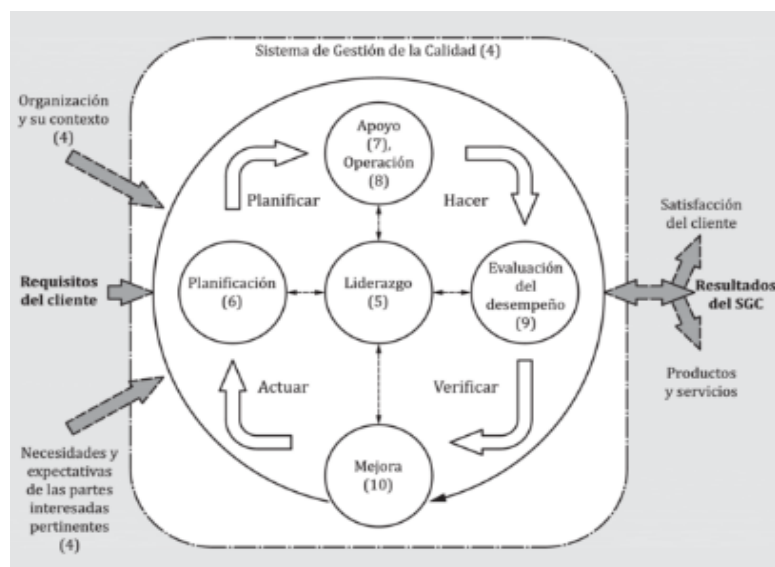 Sistema de Gestión de la Calidad (4)
Organización
y su contexto
(4)
Apoyo
(7),
Operación
(8)
Planificar
Hacer
Satisfacción
del cliente
Requisitos
del cliente
Planificación
(6)
Liderazgo
(5)
Evaluación
del
desempeño
(9)
Resultados
del SGC
Actuar
Verificar
Productos
y servicios
Necesidades y
expectativas
de las partes
interesadas
pertinentes
(4)
Mejora
(10)